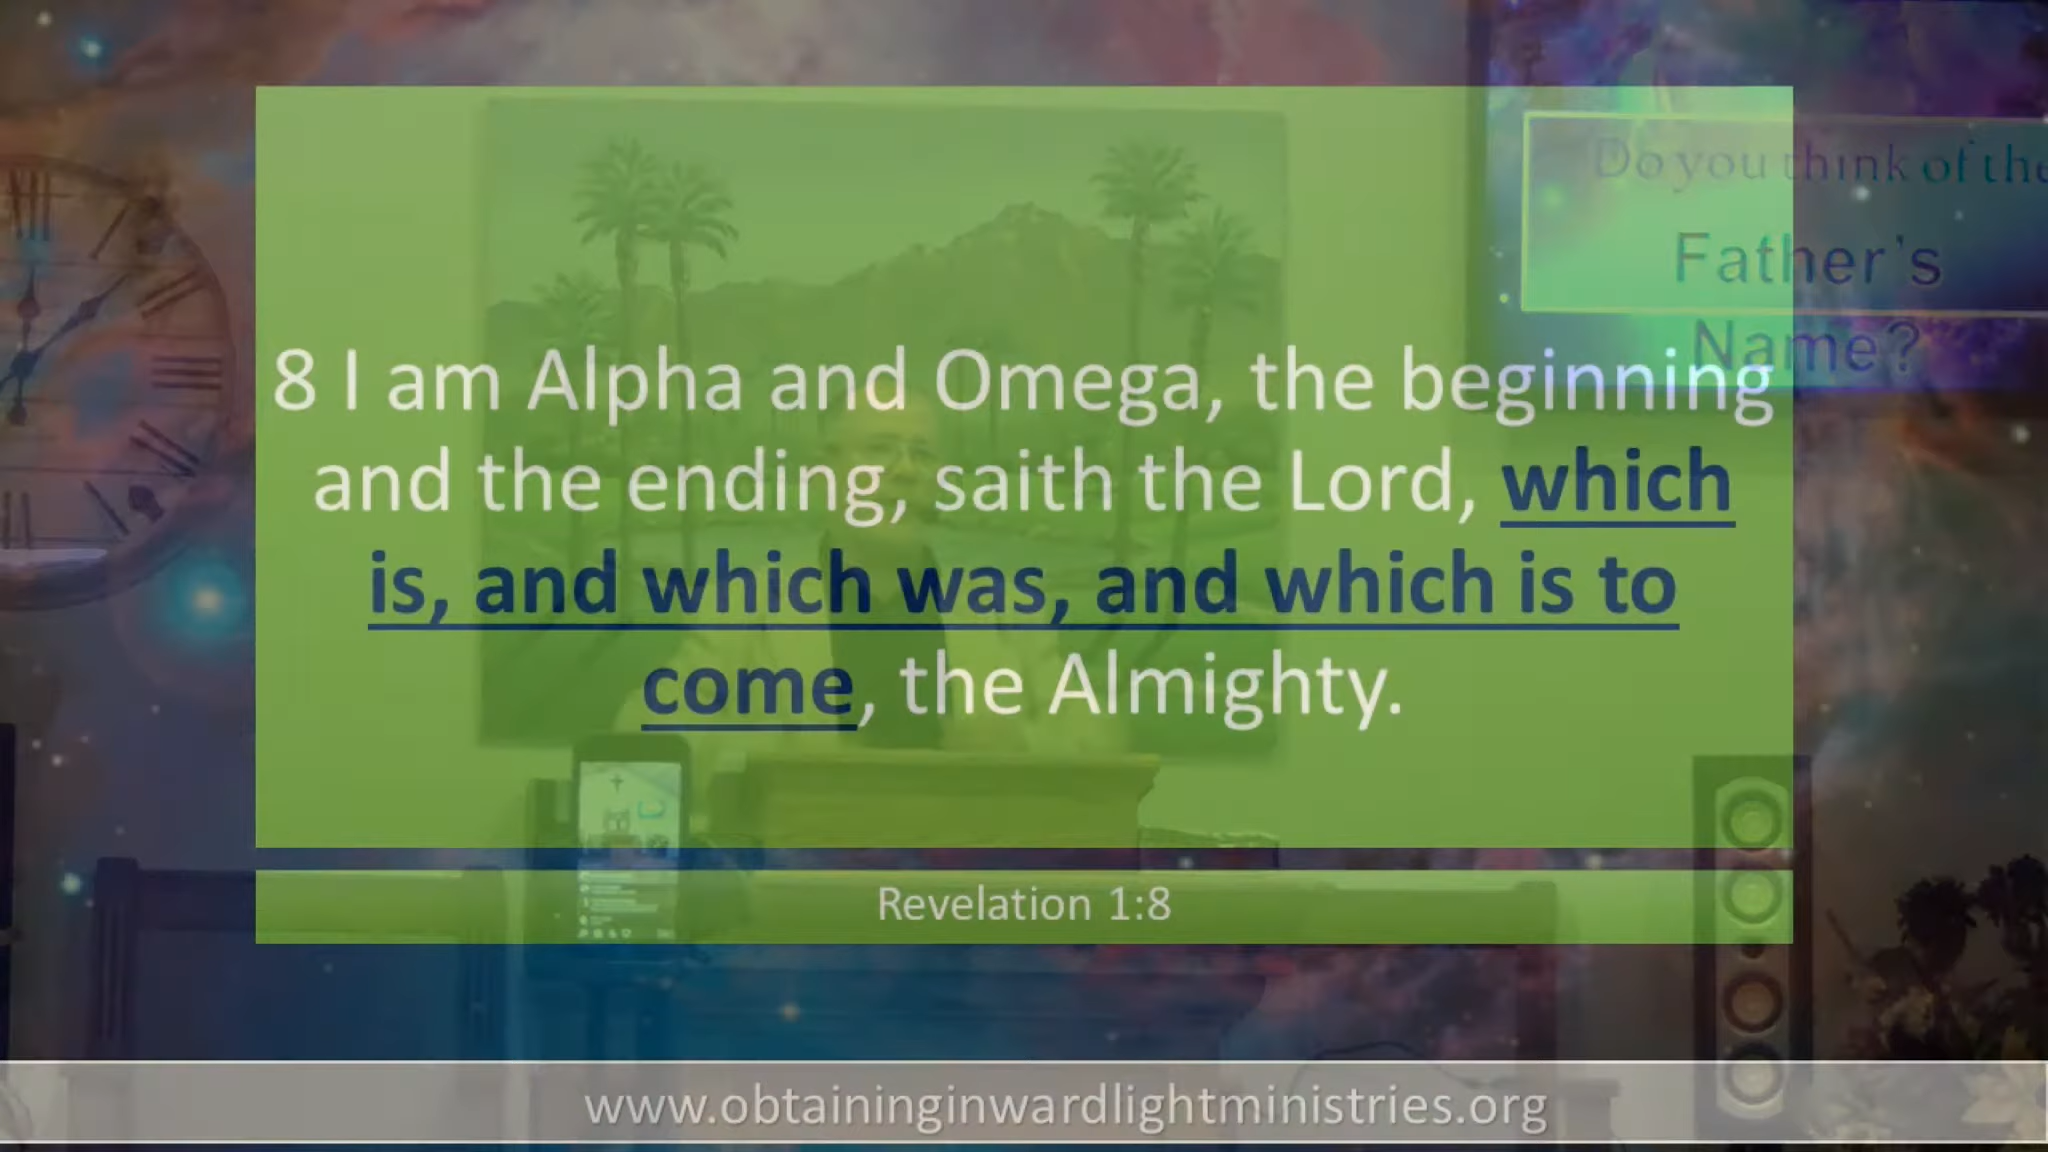 Do you think of the
Father's
Name?
8 I am Alpha and Omega, the beginning
and the ending, saith the Lord, which
is, and which was, and which is to
come, the Almighty.
Revelation 1:8
www.obtaininginwardlightministries.org